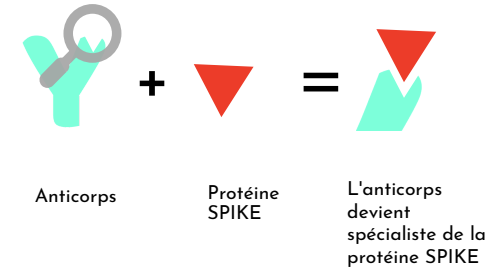 Anticorps
Protéine
SPIKE
L'anticorps
devient
spécialiste de la
protéine SPIKE